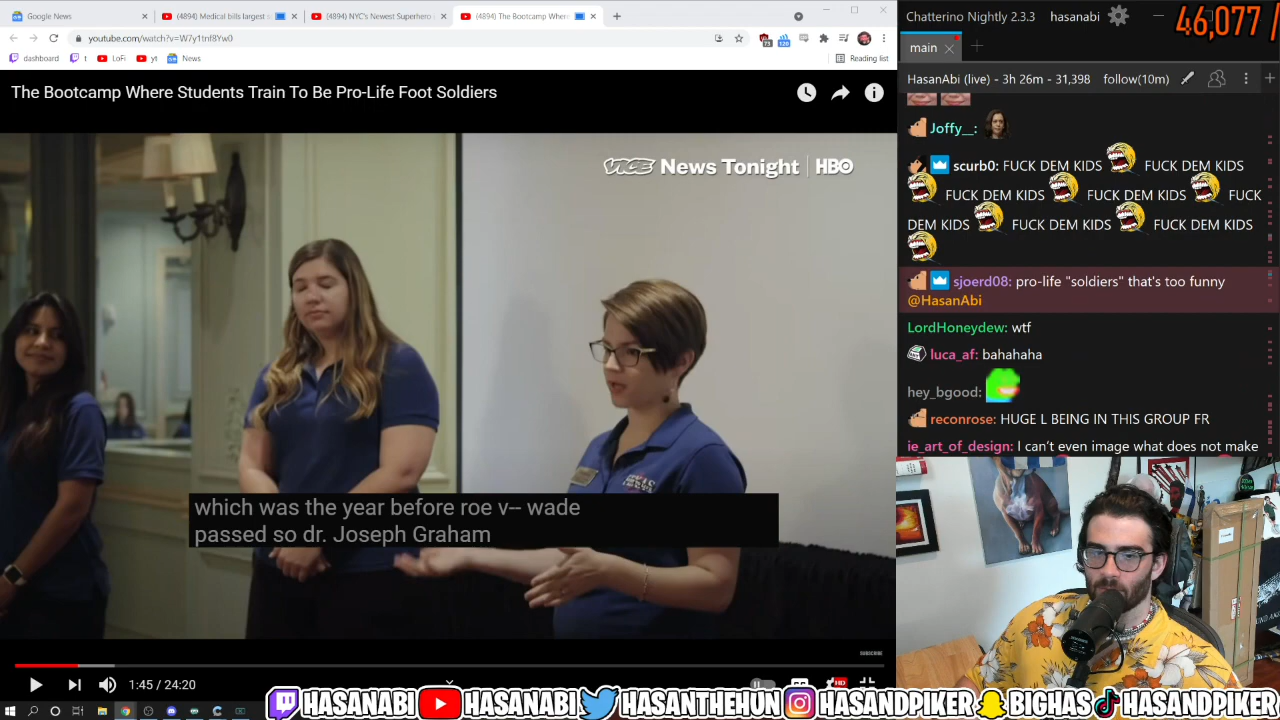 Google News
(4894) Medical bills largest s
(4894) NYC's Newest Superhero
(4894) The Bootcamp Where
youtube.com/watch?v=W7y1tnf8Yw0
dashboard
t
LoFi
yt
News
Reading list
The Bootcamp Where Students Train To Be Pro-Life Foot Soldiers
VICE News Tonight | HBO
which was the year before roe v-- wade
passed so dr. Joseph Graham
SUBSCRIBE
1:45 / 24:20
HD
Chatterino Nightly 2.3.3
hasanabi
46,077 /
main
HasanAbi (live) - 3h 26m - 31,398
follow(10m)
Joffy__:
scurb0: FUCK DEM KIDS FUCK DEM KIDS
FUCK DEM KIDS FUCK DEM KIDS FUCK
DEM KIDS FUCK DEM KIDS FUCK DEM KIDS
sjoerd08: pro-life "soldiers" that's too funny
@HasanAbi
LordHoneydew: wtf
luca_af: bahahaha
hey_bgood:
reconrose: HUGE L BEING IN THIS GROUP FR
ie_art_of_design: I can't even image what does not make
HASANABI
HASANABI
HASANTHEHUN
HASANDPIKER
BIGHAS
HASANDPIKER